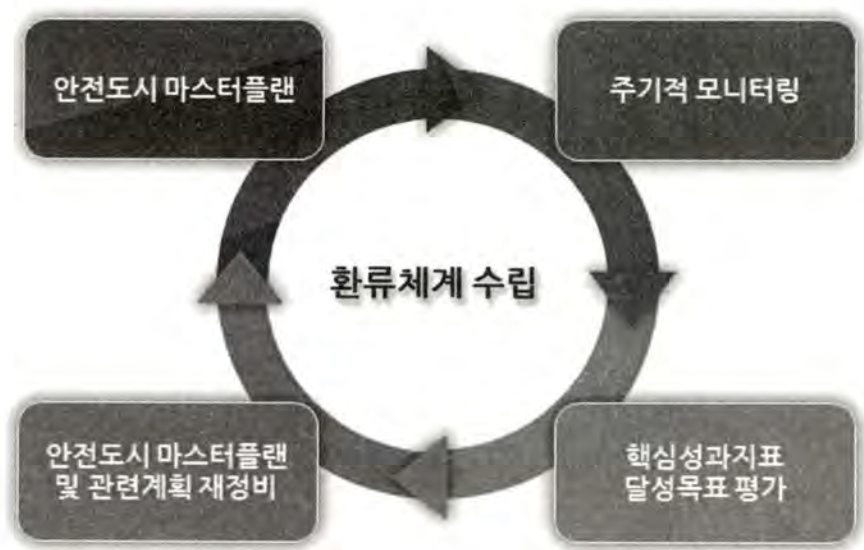 안전도시 마스터플랜
주기적 모니터링
환류체계 수립
안전도시 마스터플랜
및 관련계획 재정비
핵심성과지표
달성목표 평가